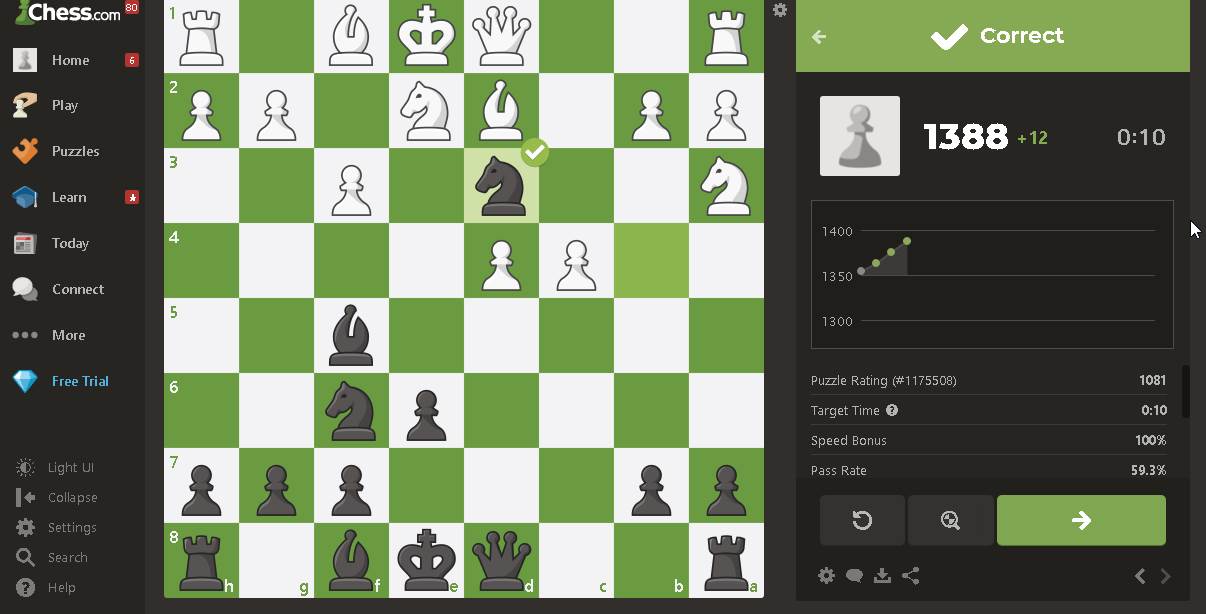 Chess.com 80
Home 6
Play
Puzzles
Learn
Today
Connect
More
Free Trial
Light UI
Collapse
Settings
Search
Help
1
2
3
4
5
6
7
8
h g f e d c b a
Correct
1388 +12 0:10
1400
1350
1300
Puzzle Rating (#1175508) 1081
Target Time ? 0:10
Speed Bonus 100%
Pass Rate 59.3%